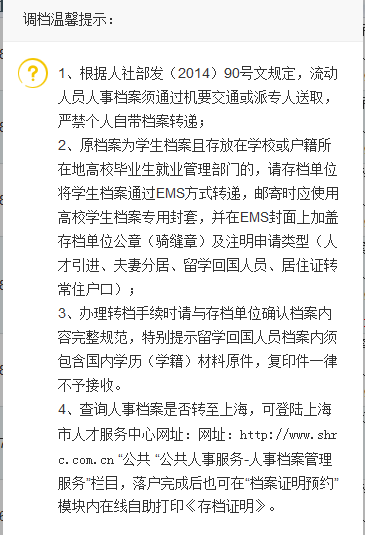 调档温馨提示：
1、根据人社部发（2014）90号文规定，流动
人员人事档案须通过机要交通或派专人送取，
严禁个人自带档案转递；
2、原档案为学生档案且存放在学校或户籍所
在地高校毕业生就业管理部门的，请存档单位
将学生档案通过EMS方式转递，邮寄时应使用
高校学生档案专用封套，并在EMS封面上加盖
存档单位公章（骑缝章）及注明申请类型（人
才引进、夫妻分居、留学回国人员、居住证转
常住户口）；
3、办理转档手续时请与存档单位确认档案内
容完整规范，特别提示留学回国人员档案内须
包含国内学历（学籍）材料原件，复印件一律
不予接收。
4、查询人事档案是否转至上海，可登陆上海
市人才服务中心网址：网址：http://www.shr
c.com.cn “公共 “公共人事服务-人事档案管理
服务”栏目，落户完成后也可在“档案证明预约”
模块内在线自助打印《存档证明》。